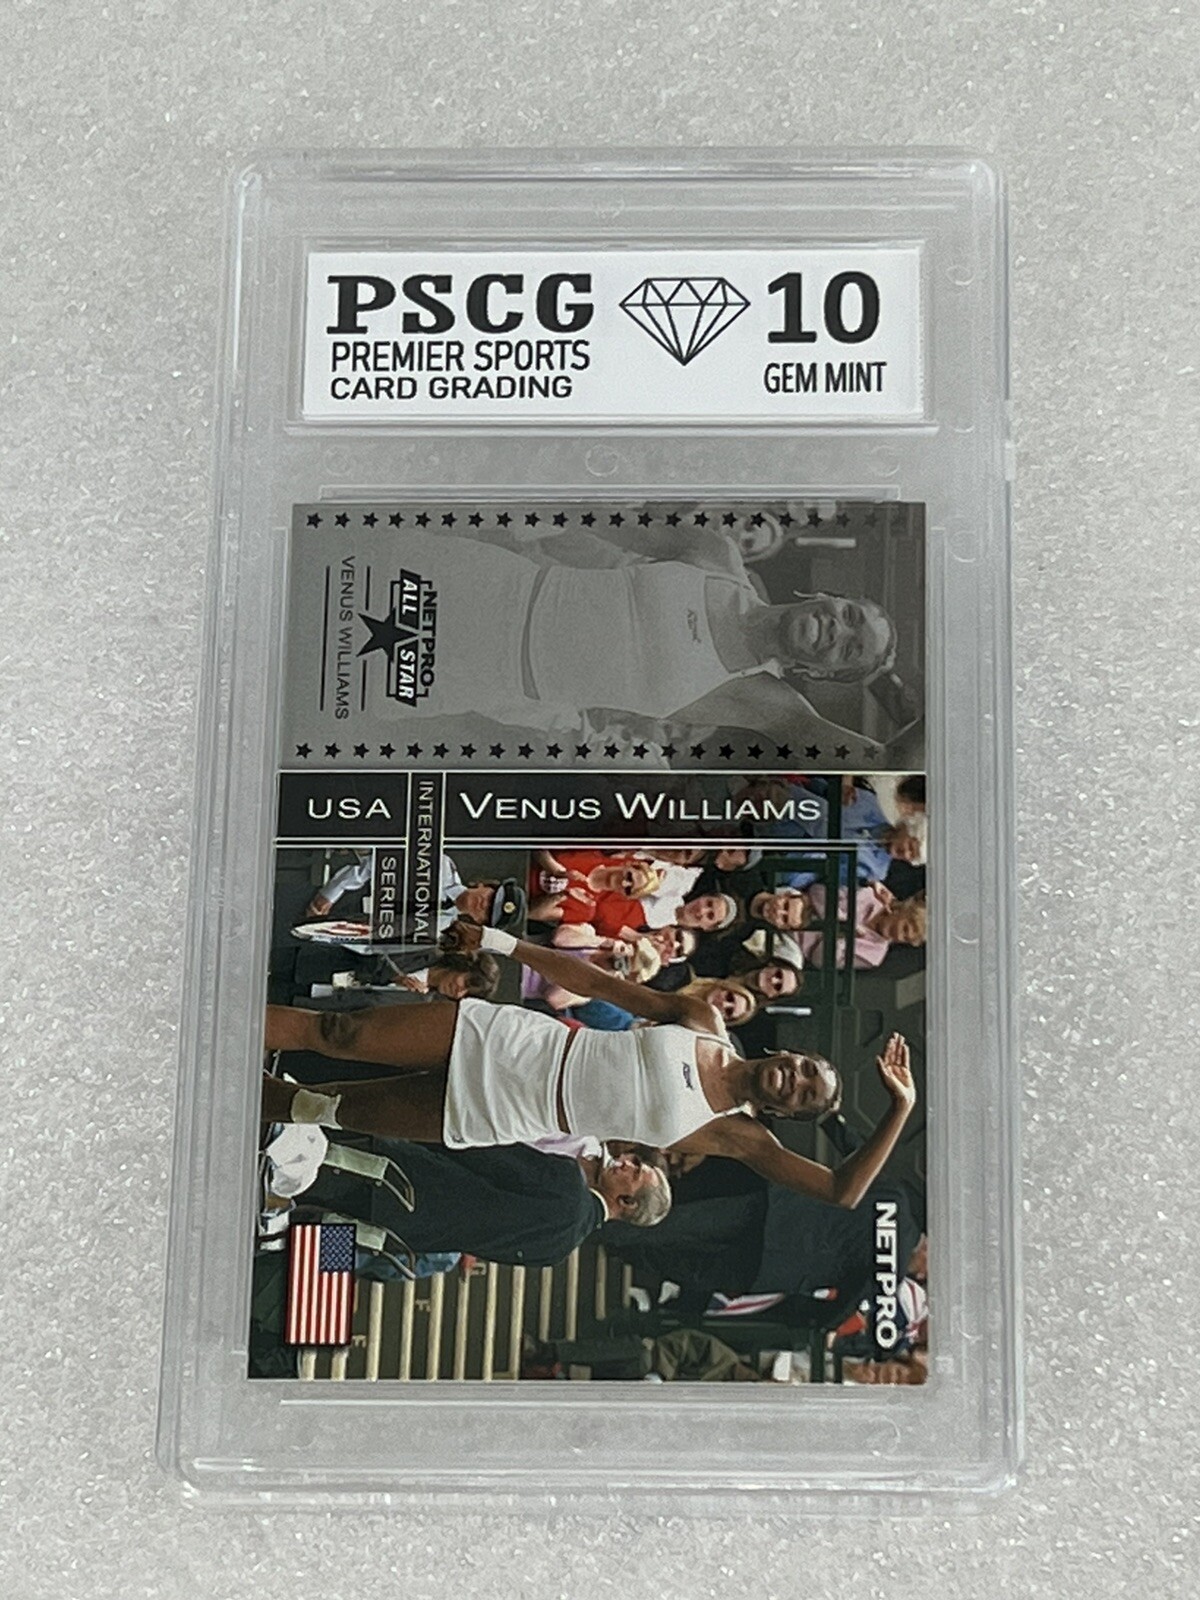 PSCG
PREMIER SPORTS
CARD GRADING
10
GEM MINT
NETPRO
ALL STAR
VENUS WILLIAMS
USA
INTERNATIONAL
SERIES
VENUS WILLIAMS
NETPRO